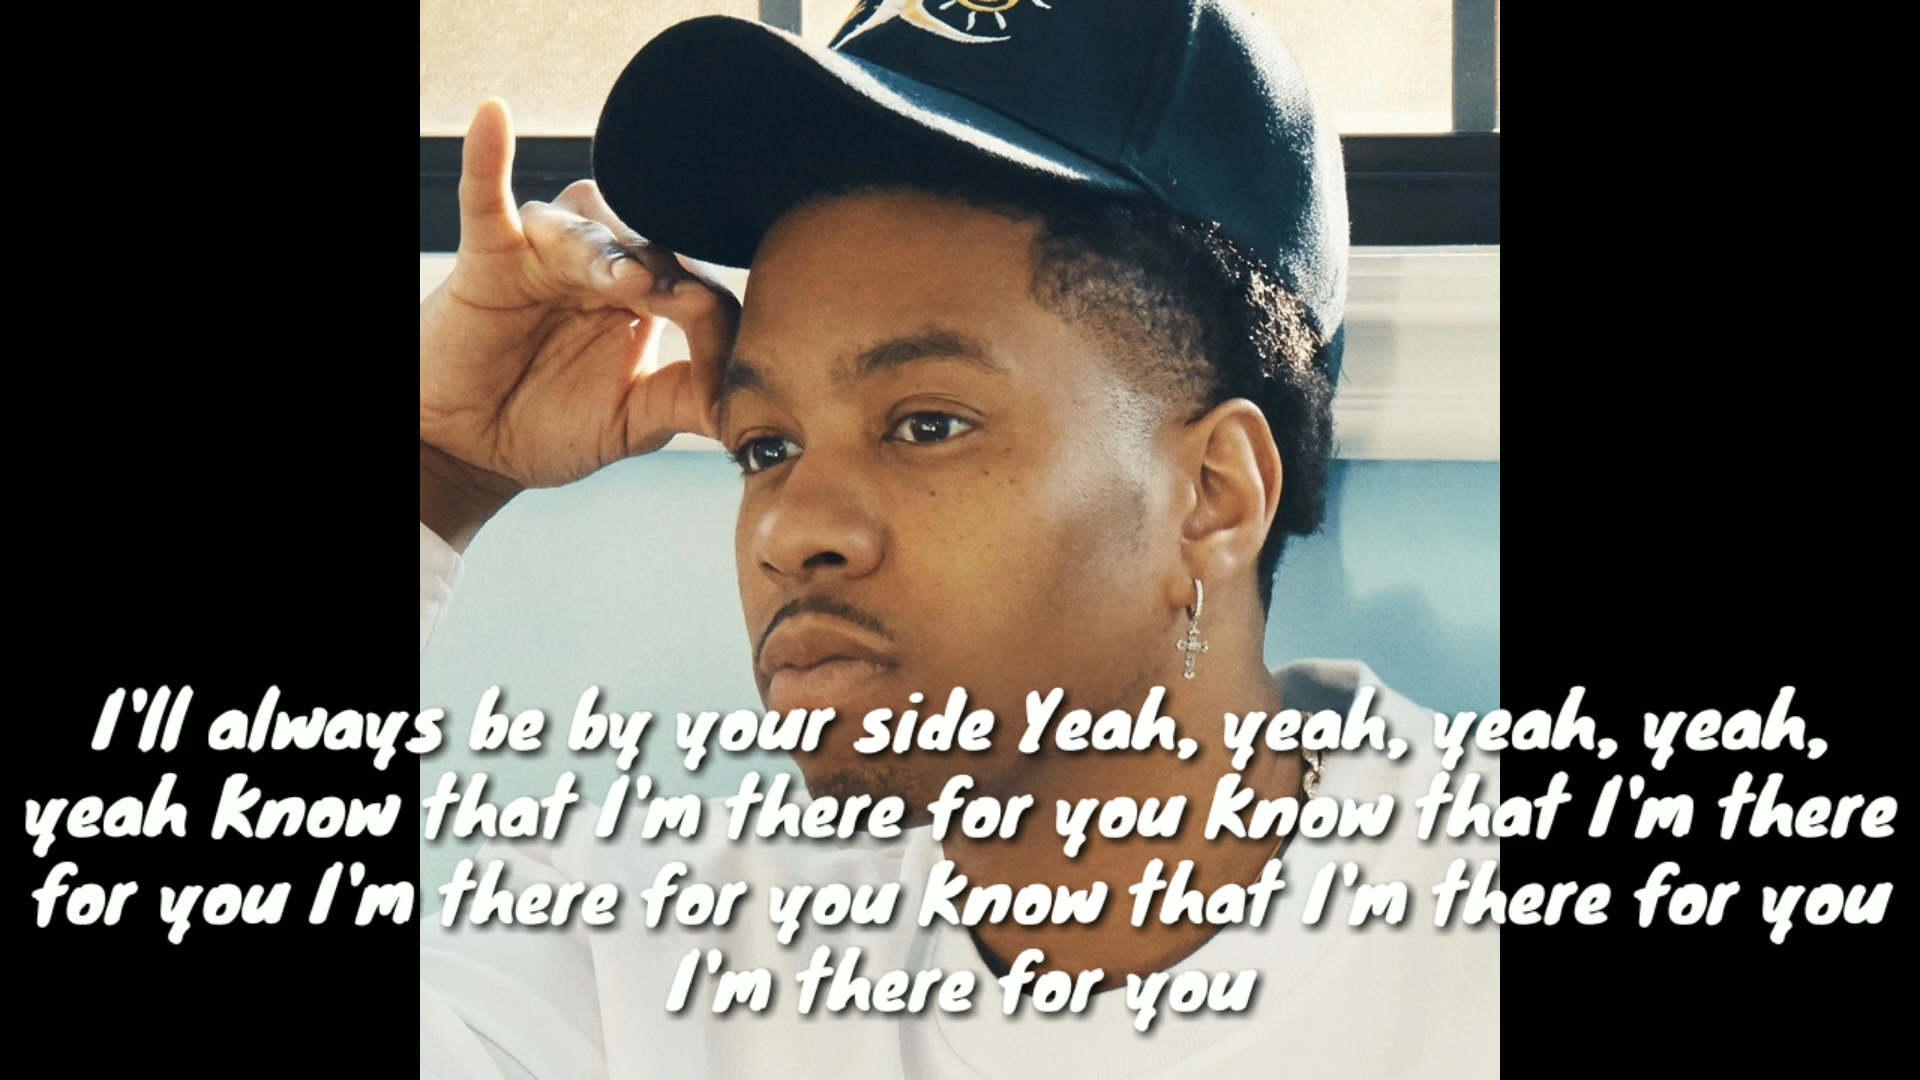 I'll always be by your side Yeah, yeah, yeah, yeah,
yeah Know that I'm there for you Know that I'm there
for you I'm there for you Know that I'm there for you
I'm there for you